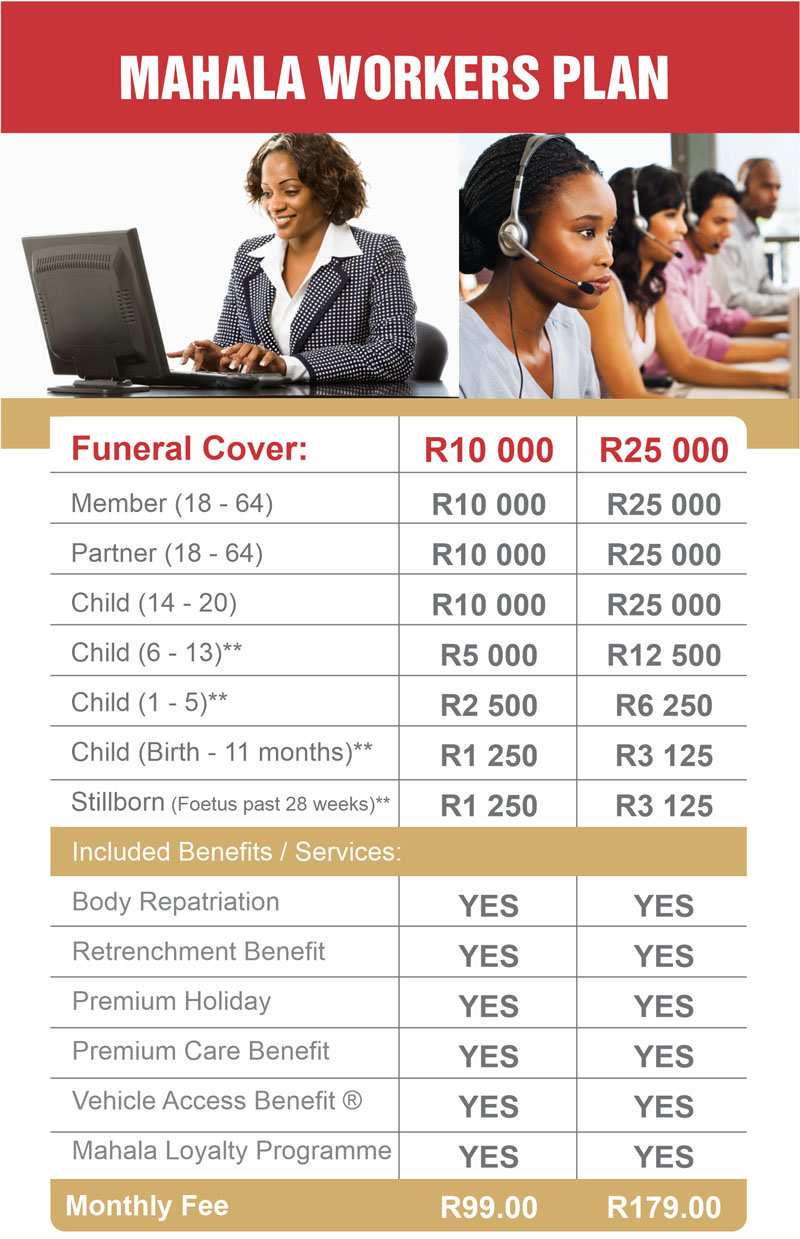 MAHALA WORKERS PLAN
Funeral Cover: R10 000 R25 000
Member (18 - 64) R10 000 R25 000
Partner (18 - 64) R10 000 R25 000
Child (14 - 20) R10 000 R25 000
Child (6 - 13)** R5 000 R12 500
Child (1 - 5)** R2 500 R6 250
Child (Birth - 11 months)** R1 250 R3 125
Stillborn (Foetus past 28 weeks)** R1 250 R3 125
Included Benefits / Services:
Body Repatriation YES YES
Retrenchment Benefit YES YES
Premium Holiday YES YES
Premium Care Benefit YES YES
Vehicle Access Benefit ® YES YES
Mahala Loyalty Programme YES YES
Monthly Fee R99.00 R179.00